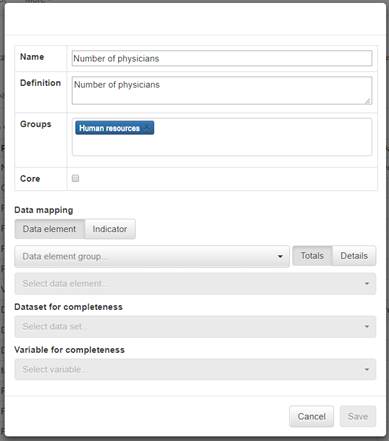 Name
Number of physicians
Definition
Number of physicians
Groups
Human resources
Core
Data mapping
Data element Indicator
Data element group... Totals Details
Select data element...
Dataset for completeness
Select data set...
Variable for completeness
Select variable...
Cancel Save